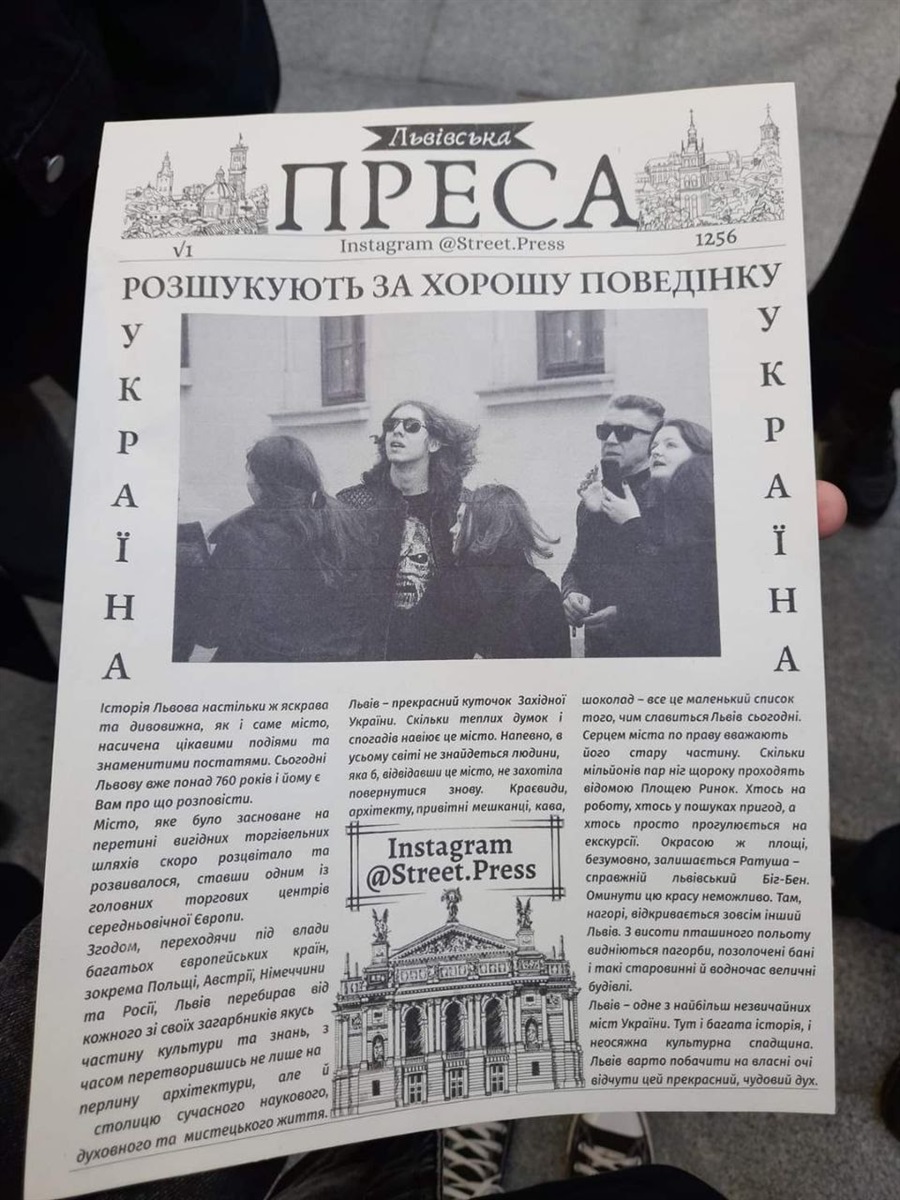 Львівська
ПРЕСА
√1
Instagram @Street.Press
1256
РОЗШУКУЮТЬ ЗА ХОРОШУ ПОВЕДІНКУ
УКРАЇНА
УКРАЇНА
Історія Львова настільки ж яскрава
та дивовижна, як і саме місто,
насичена цікавими подіями та
знаменитими постатями. Сьогодні
Львову вже понад 760 років і йому є
Вам про що розповісти.
Місто, яке було засноване на
перетині вигідних торгівельних
шляхів скоро розцвітало та
розвивалося, ставши одним із
головних торгових центрів
середньовічної Європи.
Згодом, переходячи під влади
багатьох європейських країн,
зокрема Польщі, Австрії, Німеччини
та Росії, Львів перебирав від
кожного зі своїх загарбників якусь
частину культури та знань, з
часом перетворившись не лише на
перлину архітектури, але й
столицю сучасного наукового,
духовного та мистецького життя.
Львів – прекрасний куточок Західної
України. Скільки теплих думок і
спогадів навіює це місто. Напевно, в
усьому світі не знайдеться людини,
яка б, відвідавши це місто, не захотіла
повернутися знову. Краєвиди,
архітекту, привітні мешканці, кава,
Instagram
@Street.Press
шоколад – все це маленький список
того, чим славиться Львів сьогодні.
Серцем міста по праву вважають
його стару частину. Скільки
мільйонів пар ніг щороку проходять
відомою Площею Ринок. Хтось на
роботу, хтось у пошуках пригод, а
хтось просто прогулюється на
екскурсії. Окрасою ж площі,
безумовно, залишається Ратуша –
справжній львівський Біг-Бен.
Оминути цю красу неможливо. Там,
нагорі, відкривається зовсім інший
Львів. З висоти пташиного польоту
видніються пагорби, позолочені бані
і такі старовинні й водночас величні
будівлі.
Львів – одне з найбільш незвичайних
міст України. Тут і багата історія, і
неосяжна культурна спадщина.
Львів варто побачити на власні очі
відчути цей прекрасний, чудовий дух.